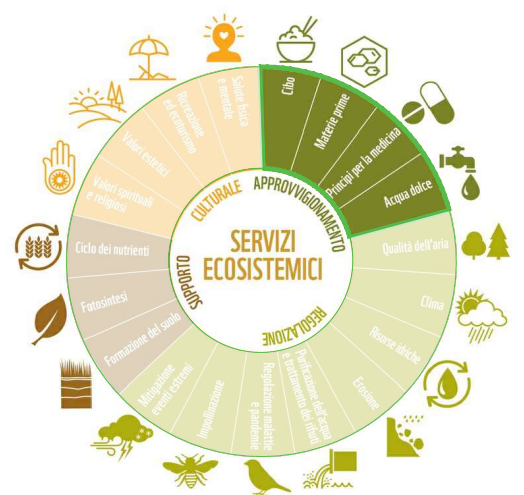 SERVIZI
ECOSISTEMICI
APPROVVIGIONAMENTO
Cibo
Materie prime
Principi per la medicina
Acqua dolce
REGOLAZIONE
Qualità dell'aria
Clima
Risorse idriche
Erosione
Purificazione dell'acqua
e trattamento dei rifiuti
Regolazione malattie
e pandemie
Impollinazione
Mitigazione
eventi estremi
SUPPORTO
Formazione del suolo
Fotosintesi
Ciclo dei nutrienti
CULTURALE
Valori spirituali
e religiosi
Valori estetici
Ricreazione
ed ecoturismo
Salute fisica
e mentale